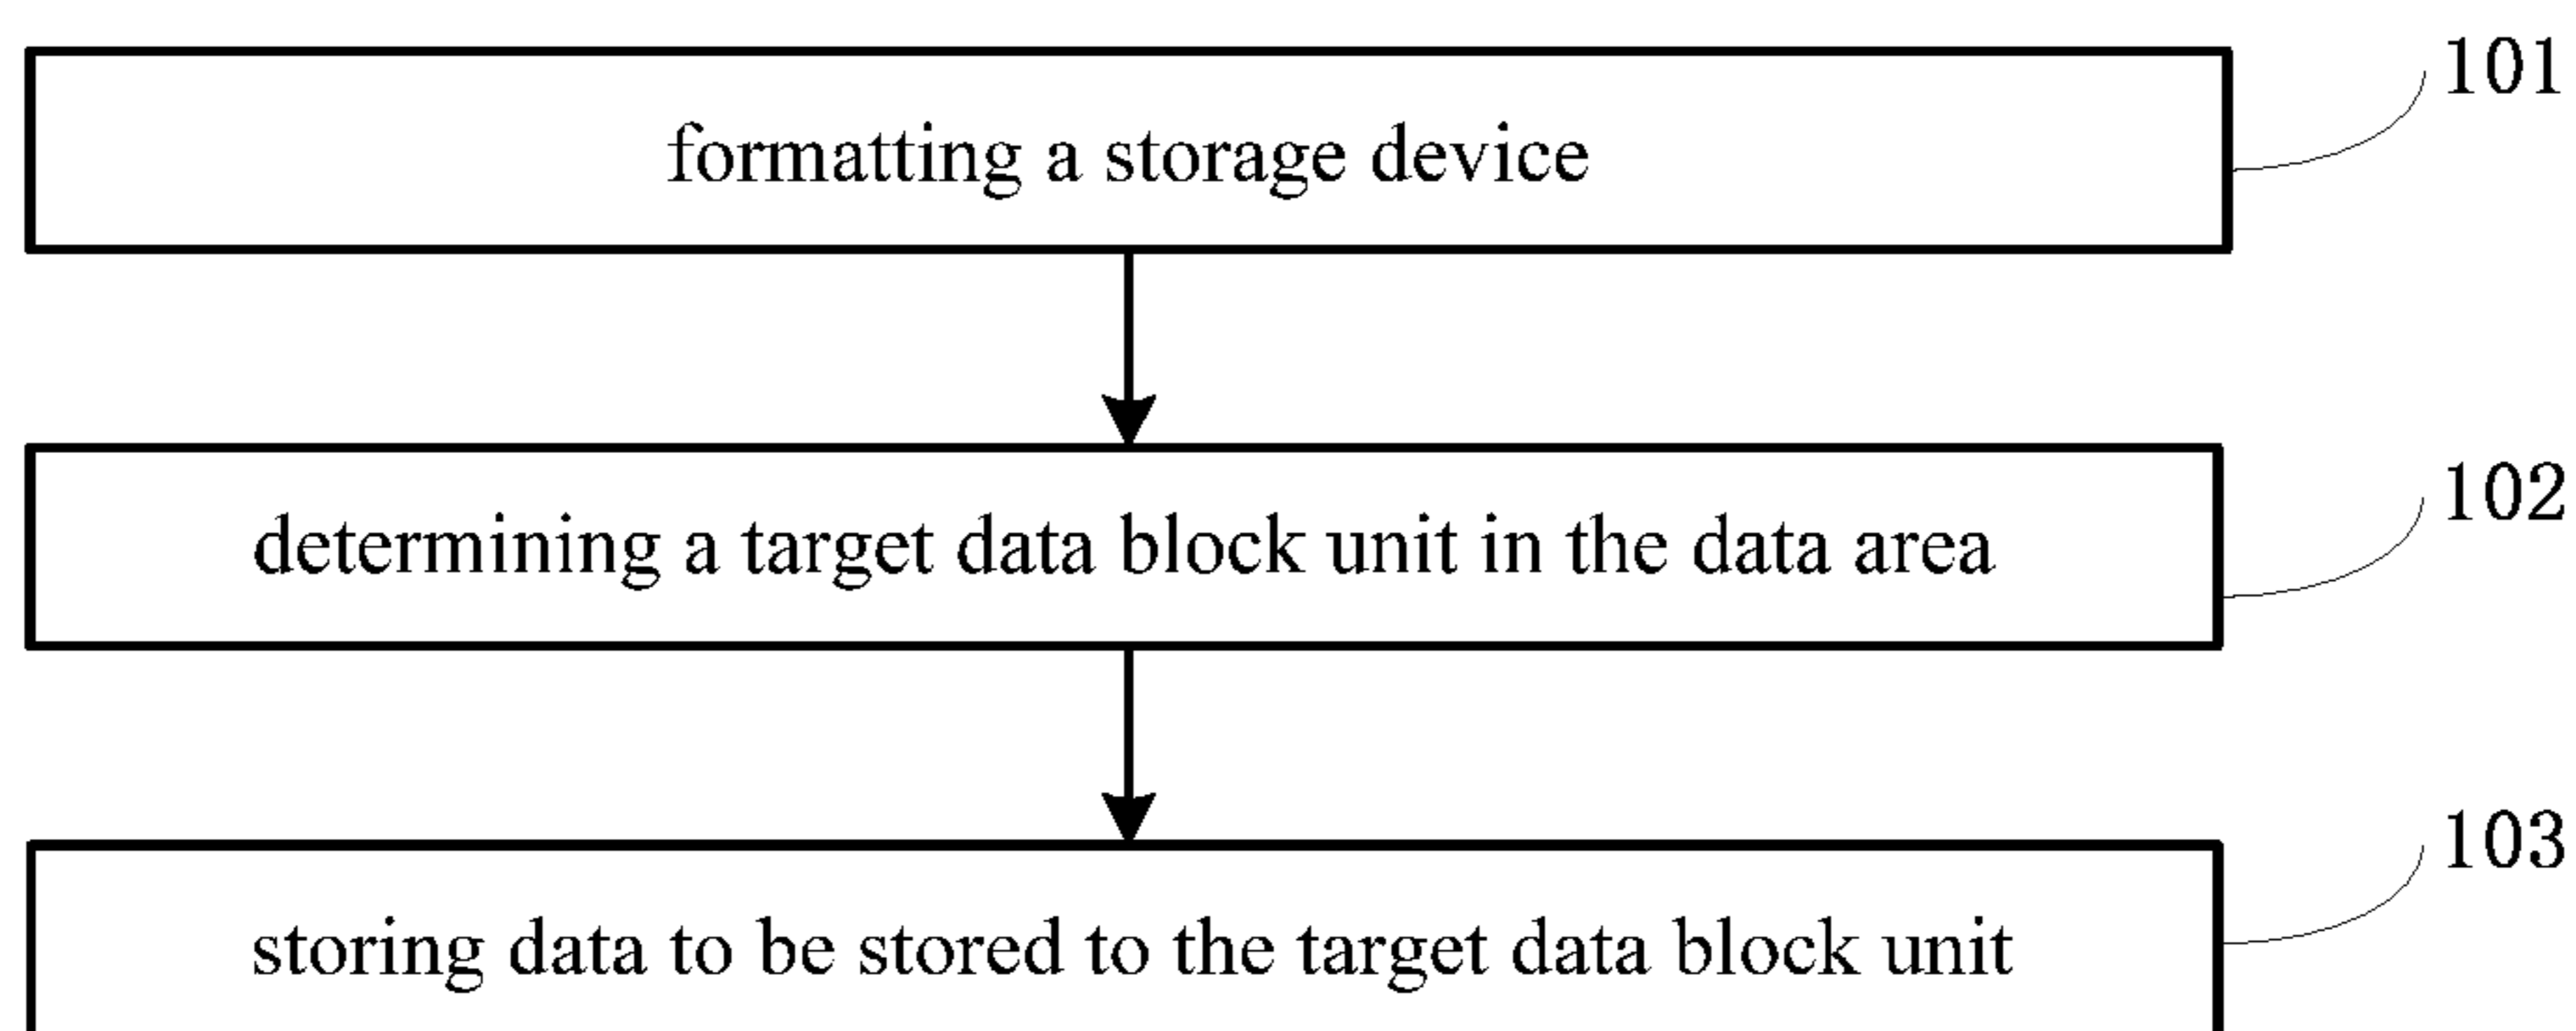 formatting a storage device
101
determining a target data block unit in the data area
102
storing data to be stored to the target data block unit
103